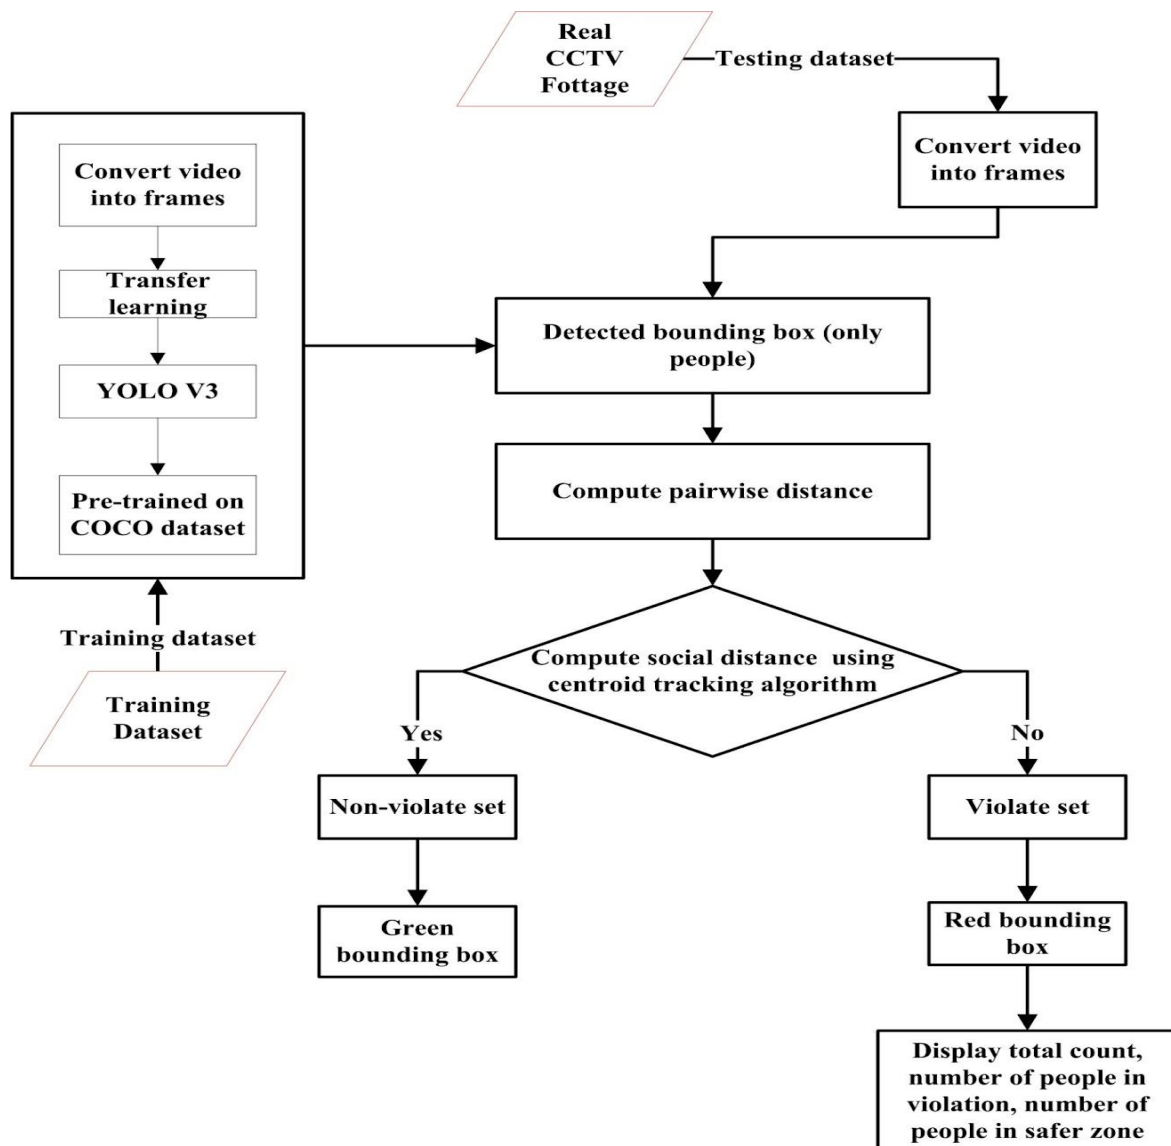 Real
CCTV
Fottage
Testing dataset
Convert video
into frames
Convert video
into frames
Transfer
learning
YOLO V3
Pre-trained on
COCO dataset
Training dataset
Training
Dataset
Detected bounding box (only
people)
Compute pairwise distance
Compute social distance using
centroid tracking algorithm
Yes
No
Non-violate set
Violate set
Green
bounding box
Red bounding
box
Display total count,
number of people in
violation, number of
people in safer zone